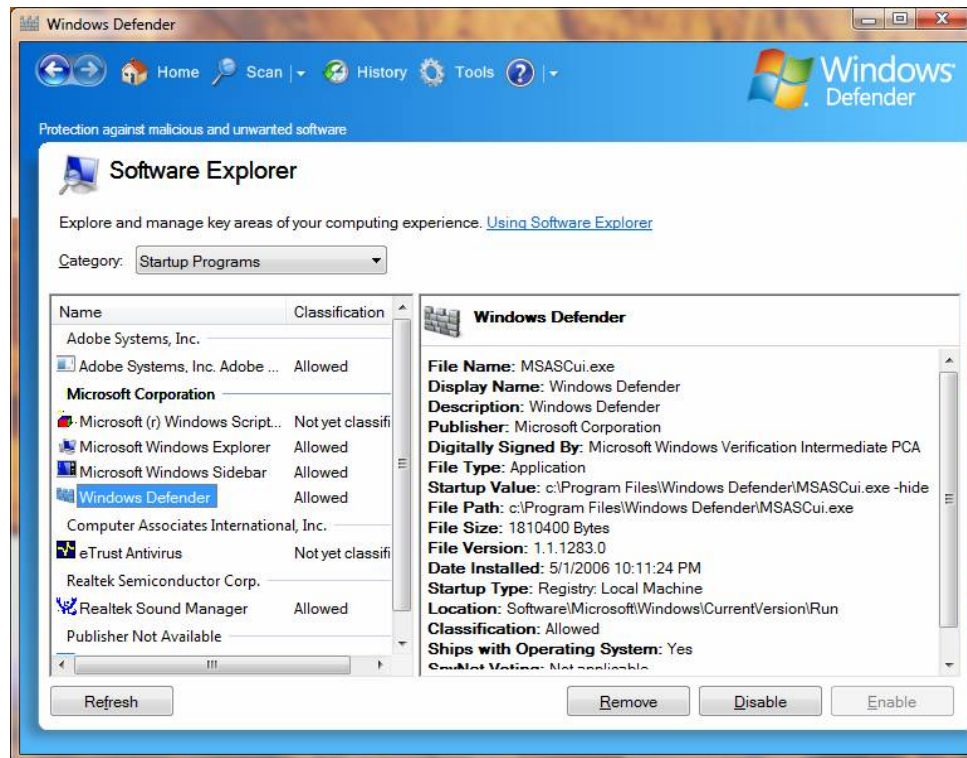 Windows Defender
Home Scan History Tools
Windows
Defender
Protection against malicious and unwanted software
Software Explorer
Explore and manage key areas of your computing experience. Using Software Explorer
Category: Startup Programs
Name Classification
Adobe Systems, Inc.
Adobe Systems, Inc. Adobe ... Allowed
Microsoft Corporation
Microsoft (r) Windows Script... Not yet classifi
Microsoft Windows Explorer Allowed
Microsoft Windows Sidebar Allowed
Windows Defender Allowed
Computer Associates International, Inc.
eTrust Antivirus Not yet classifi
Realtek Semiconductor Corp.
Realtek Sound Manager Allowed
Publisher Not Available
Windows Defender
File Name: MSASCui.exe
Display Name: Windows Defender
Description: Windows Defender
Publisher: Microsoft Corporation
Digitally Signed By: Microsoft Windows Verification Intermediate PCA
File Type: Application
Startup Value: c:\Program Files\Windows Defender\MSASCui.exe -hide
File Path: c:\Program Files\Windows Defender\MSASCui.exe
File Size: 1810400 Bytes
File Version: 1.1.1283.0
Date Installed: 5/1/2006 10:11:24 PM
Startup Type: Registry: Local Machine
Location: Software\Microsoft\Windows\CurrentVersion\Run
Classification: Allowed
Ships with Operating System: Yes
SpyNet Voting: Not applicable
Refresh Remove Disable Enable